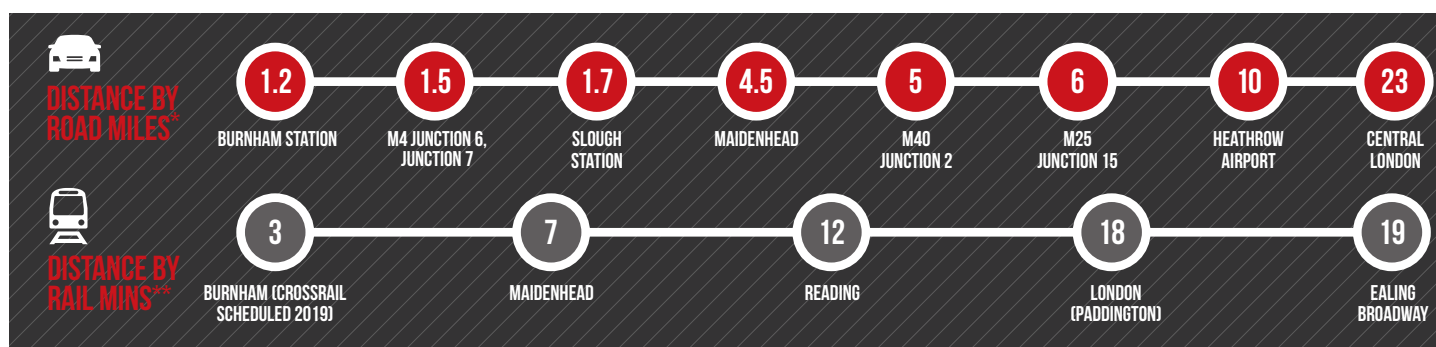 DISTANCE BY
ROAD MILES*
1.2
1.5
1.7
4.5
5
6
10
23
BURNHAM STATION
M4 JUNCTION 6,
JUNCTION 7
SLOUGH
STATION
MAIDENHEAD
M40
JUNCTION 2
M25
JUNCTION 15
HEATHROW
AIRPORT
CENTRAL
LONDON
DISTANCE BY
RAIL MINS**
3
7
12
18
19
BURNHAM (CROSSRAIL
SCHEDULED 2019)
MAIDENHEAD
READING
LONDON
(PADDINGTON)
EALING
BROADWAY